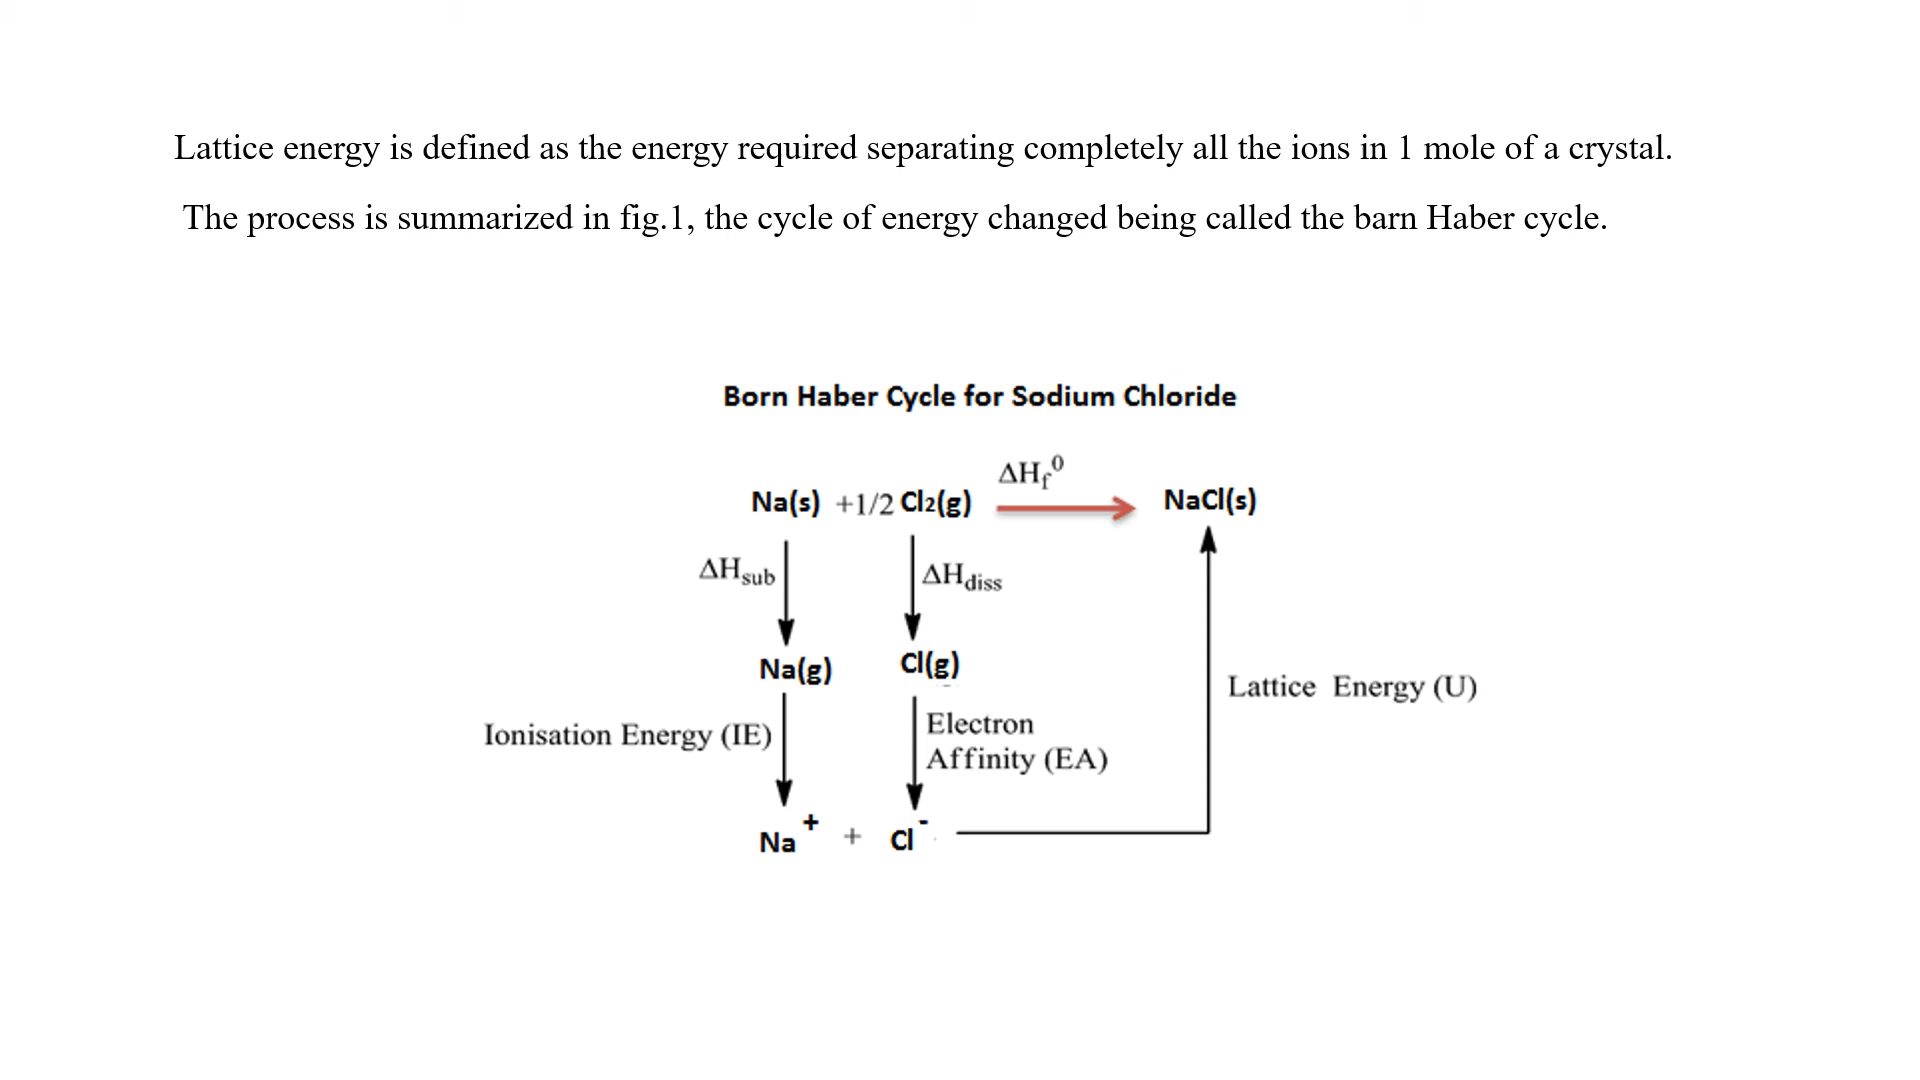 Lattice energy is defined as the energy required separating completely all the ions in 1 mole of a crystal.
The process is summarized in fig.1, the cycle of energy changed being called the barn Haber cycle.
Born Haber Cycle for Sodium Chloride
ΔHf⁰
Na(s) +1/2 Cl2(g)
NaCl(s)
ΔHsub
ΔHdiss
Na(g)
Cl(g)
Lattice Energy (U)
Ionisation Energy (IE)
Electron
Affinity (EA)
Na⁺ + Cl⁻